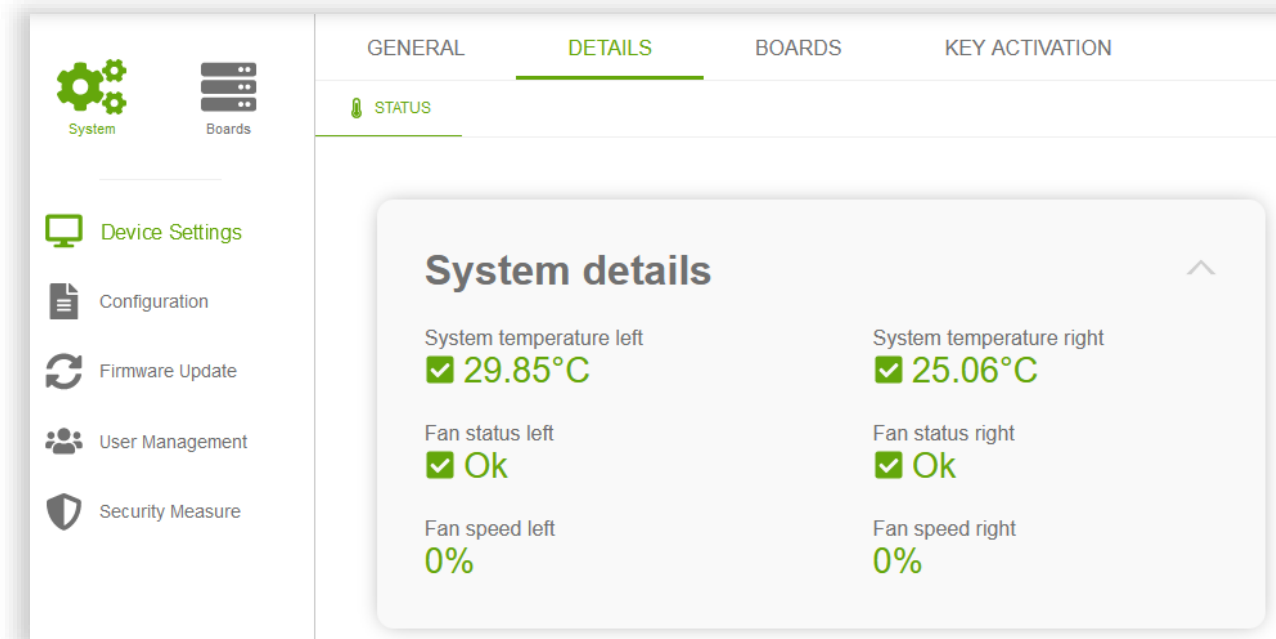 System
Boards
Device Settings
Configuration
Firmware Update
User Management
Security Measure
GENERAL DETAILS BOARDS KEY ACTIVATION
STATUS
System details
System temperature left System temperature right
29.85°C 25.06°C
Fan status left Fan status right
Ok Ok
Fan speed left Fan speed right
0% 0%